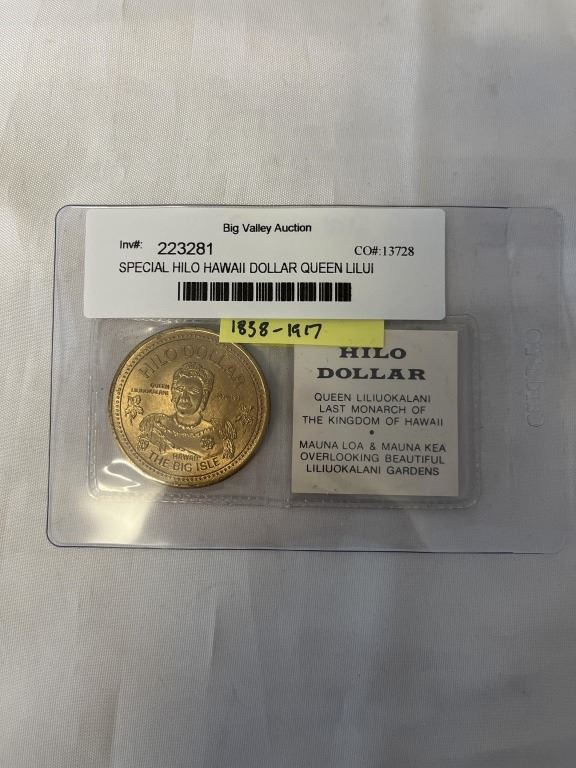 Big Valley Auction
Inv#: 223281 CO#:13728
SPECIAL HILO HAWAII DOLLAR QUEEN LILUI
1838-1917
HILO DOLLAR
QUEEN
LILIUOKALANI
HAWAII
THE BIG ISLE
HILO
DOLLAR
QUEEN LILIUOKALANI
LAST MONARCH OF
THE KINGDOM OF HAWAII
•
MAUNA LOA & MAUNA KEA
OVERLOOKING BEAUTIFUL
LILIUOKALANI GARDENS